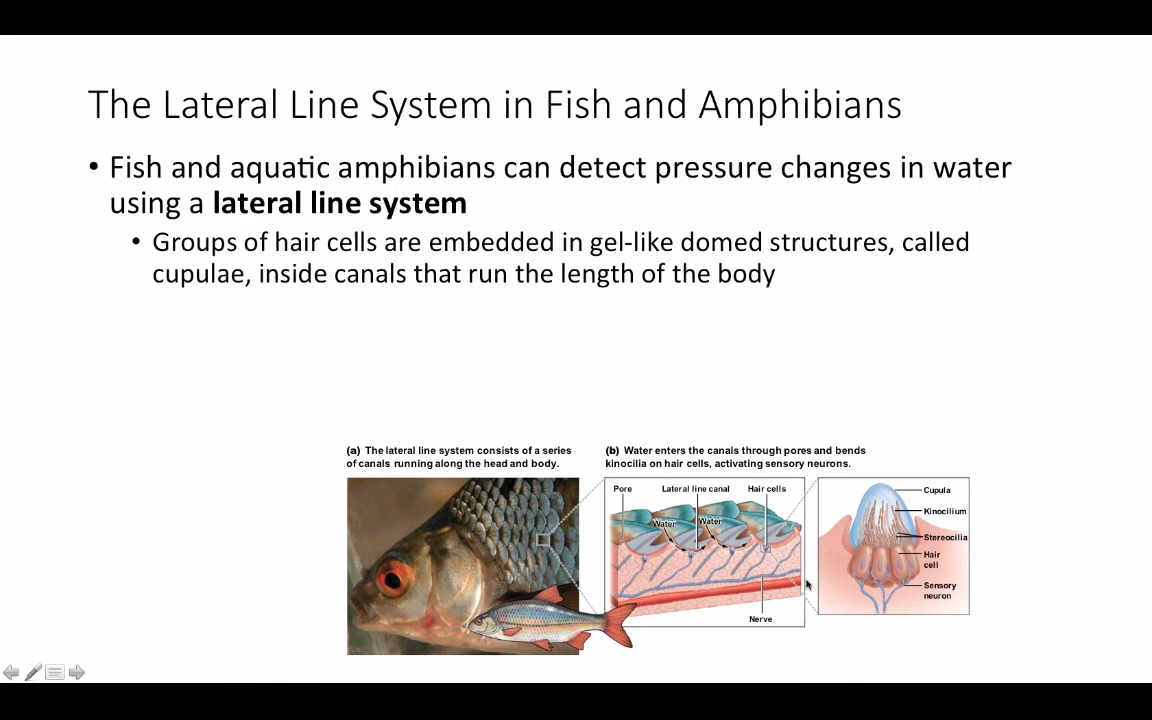 The Lateral Line System in Fish and Amphibians
• Fish and aquatic amphibians can detect pressure changes in water
using a lateral line system
• Groups of hair cells are embedded in gel-like domed structures, called
cupulae, inside canals that run the length of the body
(a) The lateral line system consists of a series
of canals running along the head and body.
(b) Water enters the canals through pores and bends
kinocilia on hair cells, activating sensory neurons.
Pore
Lateral line canal
Hair cells
Water
Water
Nerve
Cupula
Kinocilium
Stereocilia
Hair
cell
Sensory
neuron